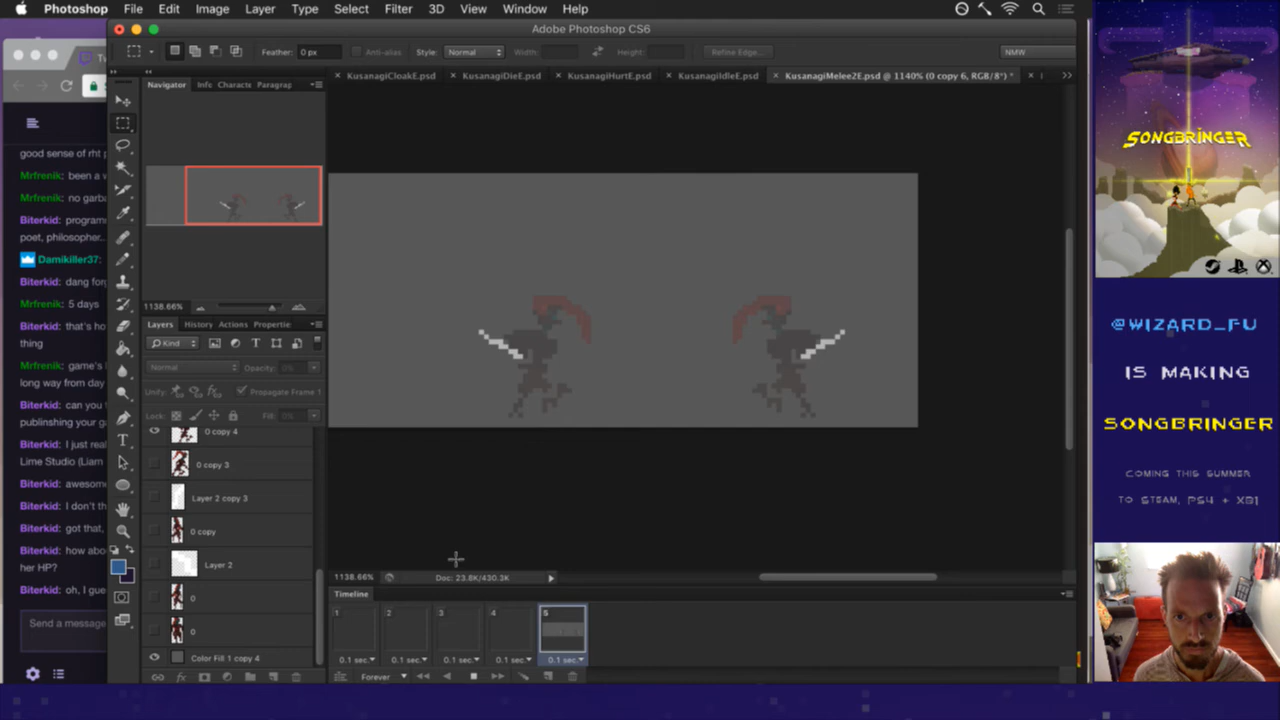 Photoshop File Edit Image Layer Type Select Filter 3D View Window Help
Adobe Photoshop CS6
Feather: 0 px Anti-alias Style: Normal Width: Height: Refine Edge... NMW
KusanagiCloakE.psd KusanagiDieE.psd KusanagiHurtE.psd KusanagiIdleE.psd KusanagiMelee2E.psd @ 1140% (0 copy 6, RGB/8*) *
Navigator Info Characte Paragrap
1138.66%
Layers History Actions Propertie
Kind
Normal Opacity:
Unify: Propagate Frame 1
Lock: Fill:
0 copy 4
0 copy 3
Layer 2 copy 3
0 copy
Layer 2
0
0
Color Fill 1 copy 4
1138.66% Doc: 23.8K/430.3K
Timeline
1 2 3 4 5
0.1 sec. 0.1 sec. 0.1 sec. 0.1 sec. 0.1 sec.
Forever
good sense of rht p
Mrfrenik: been a w
Mrfrenik: no garba
Biterkid: programi
poet, philosopher...
Damikiller37:
Biterkid: dang forg
Mrfrenik: 5 days
Biterkid: that's ho
thing
Mrfrenik: game's l
long way from day
Biterkid: can you t
publinshing your ga
Biterkid: I just real
Lime Studio (Liam
Biterkid: awesome
Biterkid: I don't th
Biterkid: got that,
Biterkid: how abou
her HP?
Biterkid: oh, I gue
Send a message
SONGBRINGER
@WIZARD_FU
IS MAKING
SONGBRINGER
COMING THIS SUMMER
TO STEAM, PS4 + XB1